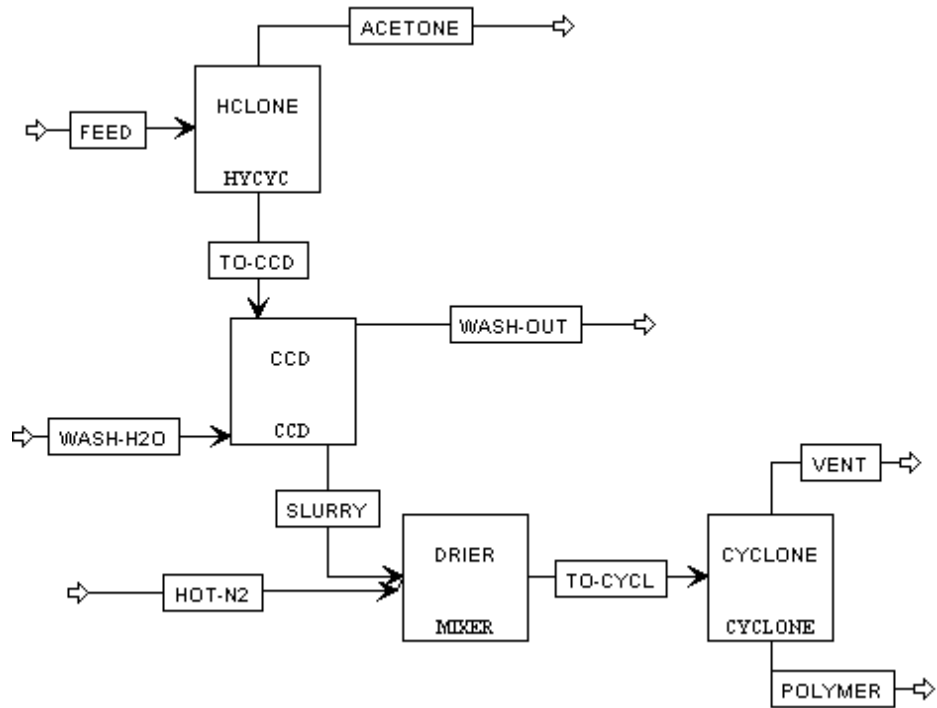 ACETONE
HCLONE
FEED
HYCYC
TO-CCD
WASH-OUT
CCD
CCD
WASH-H2O
VENT
SLURRY
DRIER
TO-CYCL
CYCLONE
HOT-N2
MIXER
CYCLONE
POLYMER